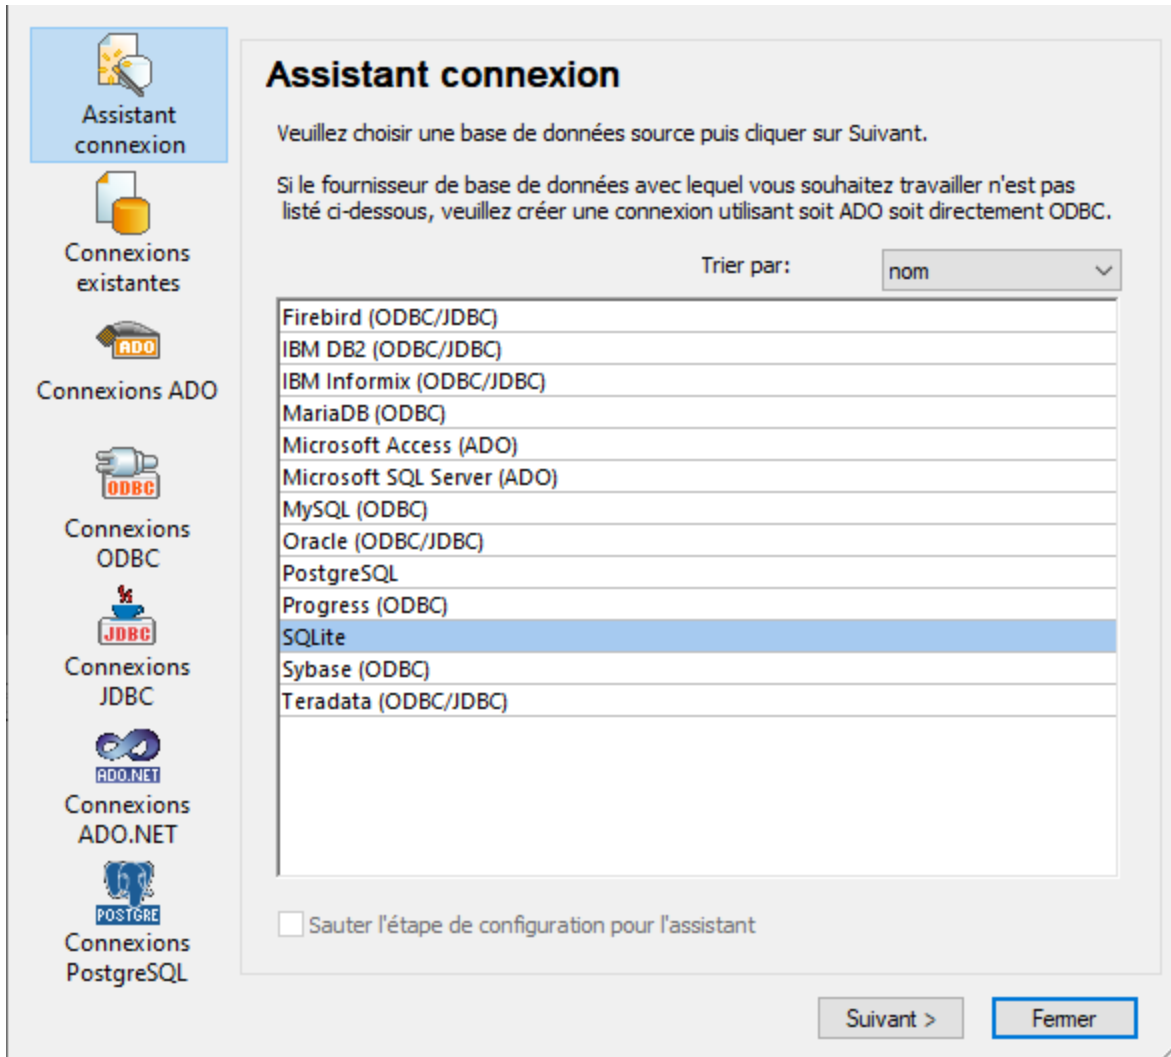 Assistant
connexion
Connexions
existantes
ADO
Connexions ADO
ODBC
Connexions
ODBC
JDBC
Connexions
JDBC
ADO.NET
Connexions
ADO.NET
POSTGRE
Connexions
PostgreSQL
Assistant connexion
Veuillez choisir une base de données source puis cliquer sur Suivant.
Si le fournisseur de base de données avec lequel vous souhaitez travailler n'est pas
listé ci-dessous, veuillez créer une connexion utilisant soit ADO soit directement ODBC.
Trier par: nom
Firebird (ODBC/JDBC)
IBM DB2 (ODBC/JDBC)
IBM Informix (ODBC/JDBC)
MariaDB (ODBC)
Microsoft Access (ADO)
Microsoft SQL Server (ADO)
MySQL (ODBC)
Oracle (ODBC/JDBC)
PostgreSQL
Progress (ODBC)
SQLite
Sybase (ODBC)
Teradata (ODBC/JDBC)
Sauter l'étape de configuration pour l'assistant
Suivant > Fermer